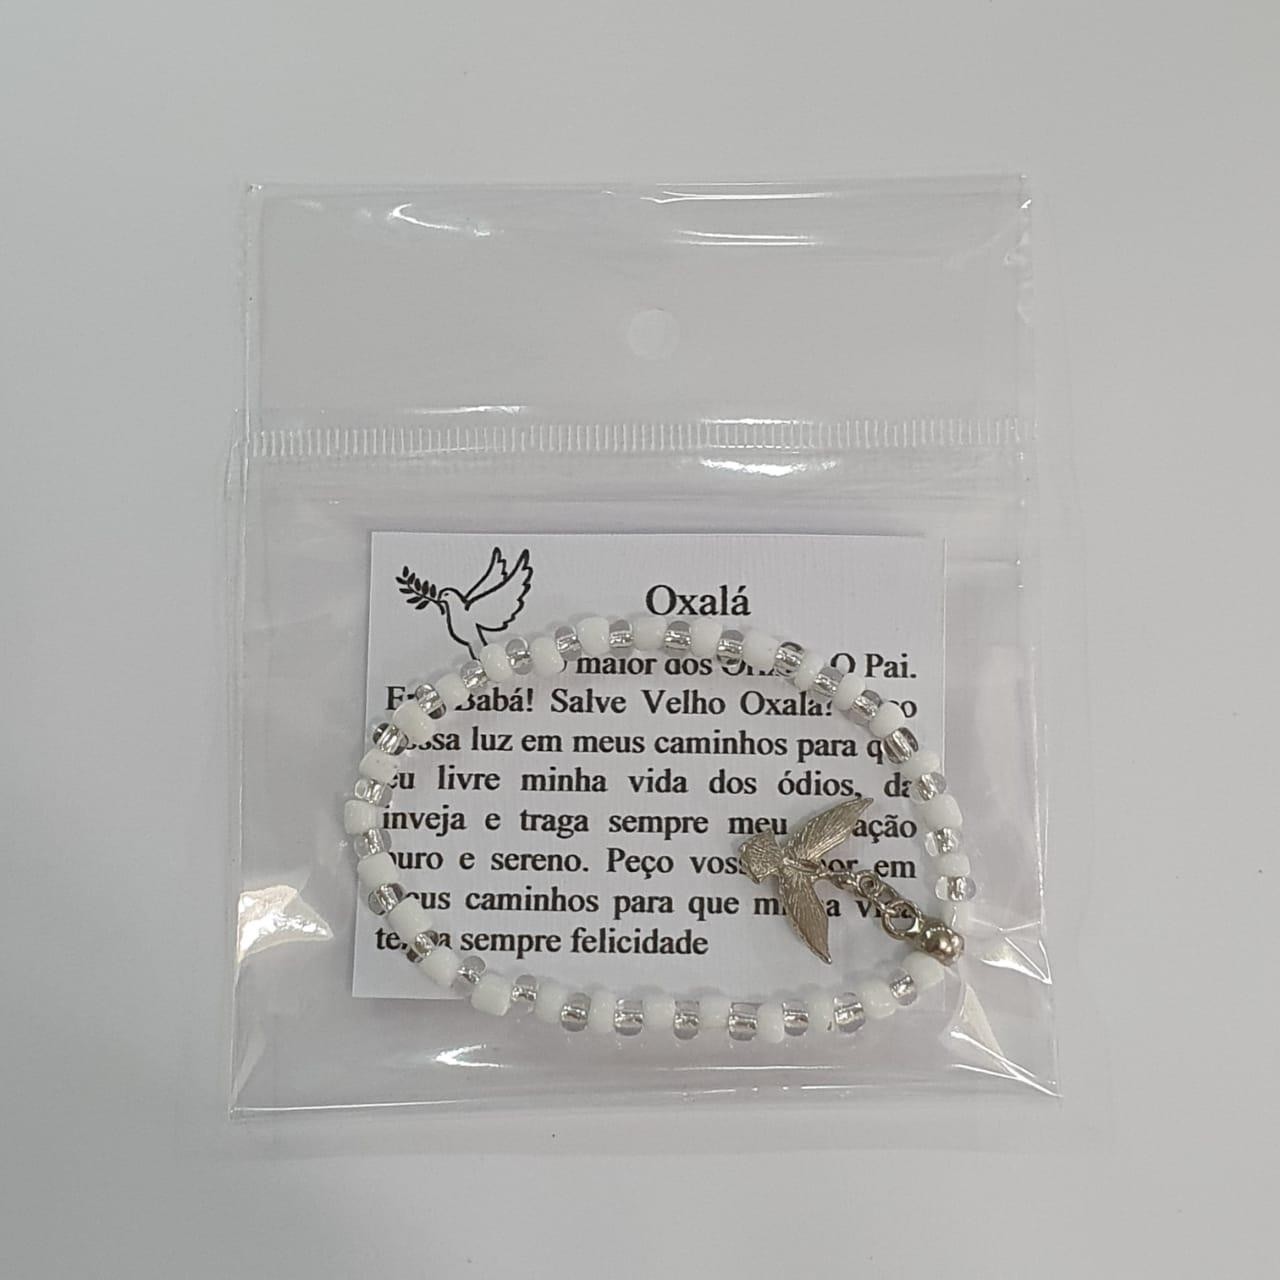 Oxalá
maior dos O Pai.
Babá! Salve Velho Oxalá!
luz em meus caminhos para
livre minha vida dos ódios, da
inveja e traga sempre meu
puro e sereno. Peço em
caminhos para que
sempre felicidade